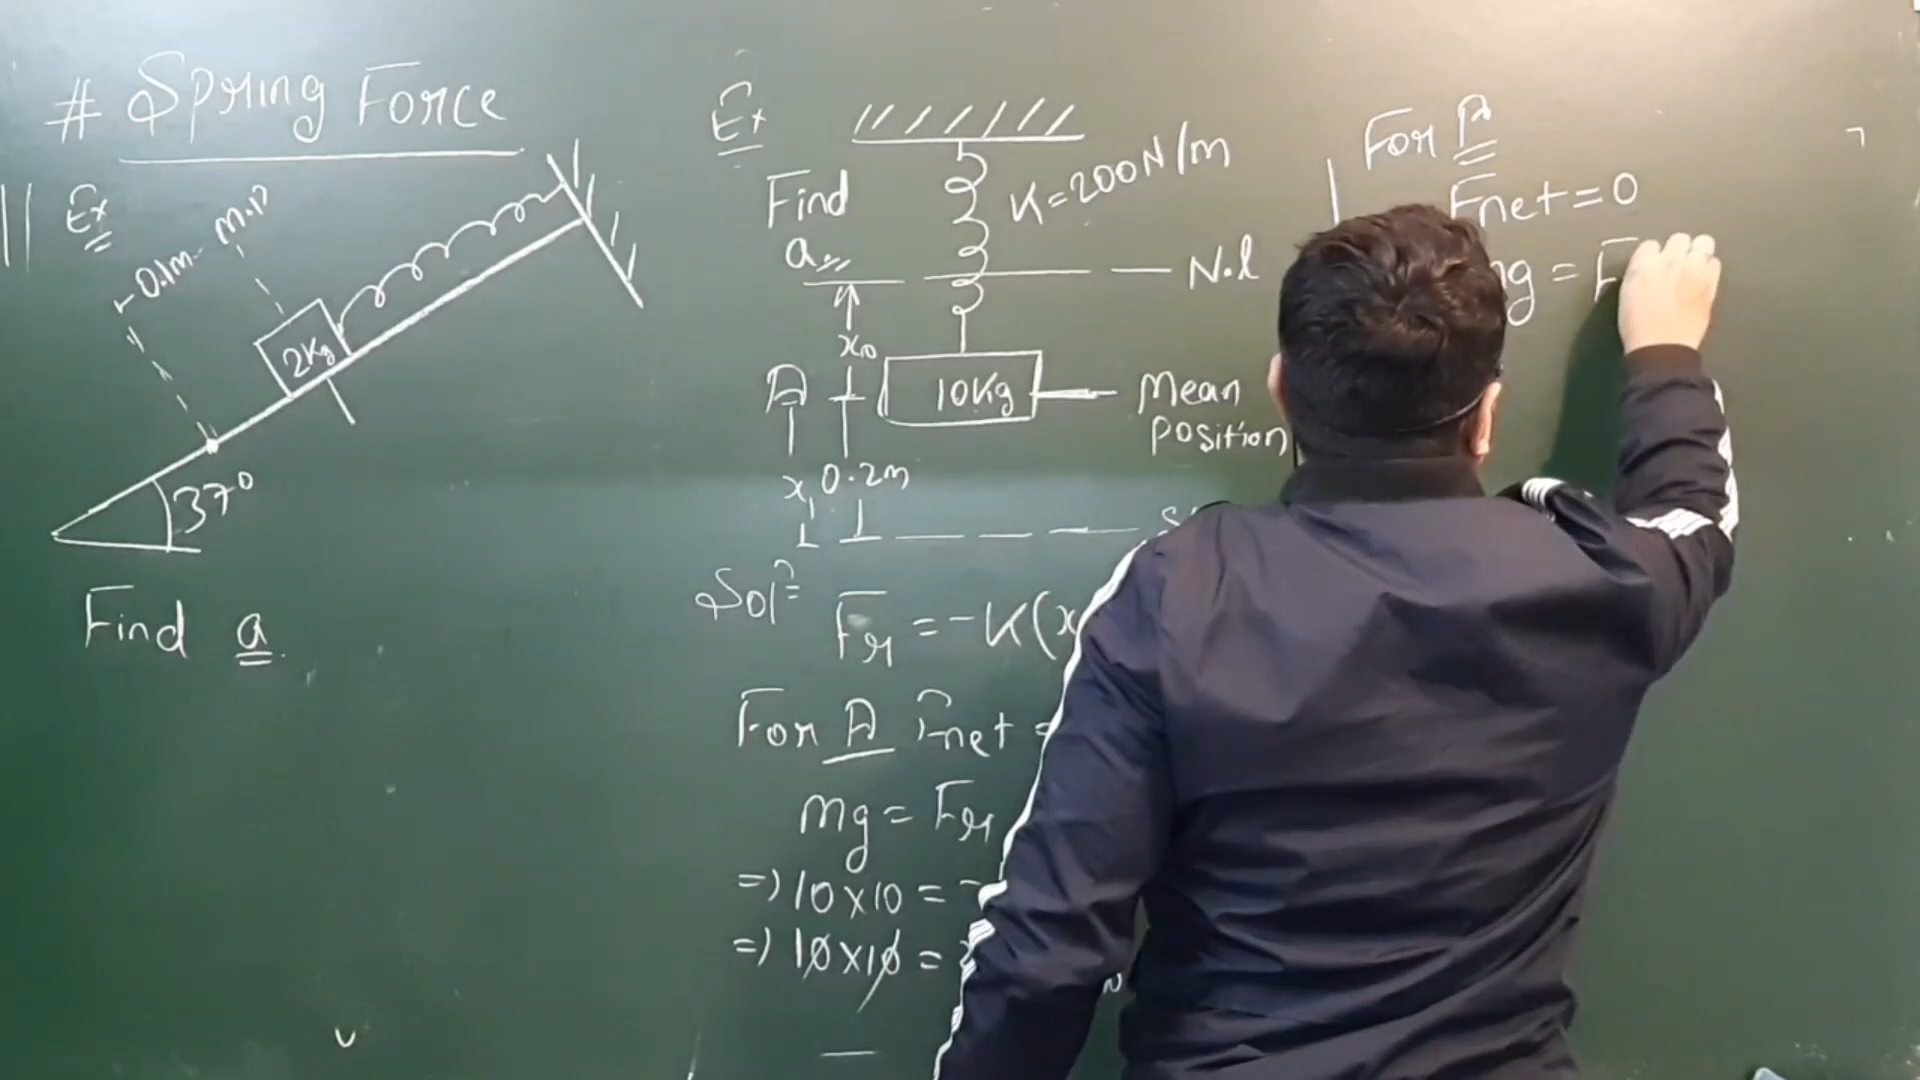 # Spring Force
Ex
0.1m
m.p
2Kg
37°
Find a
Ex
Find
a
K=200N/m
N.l
x0
A
10Kg
Mean
position
x 0.2m
Sol
Fr = -K(x
For A Fnet =
mg = Fr
=) 10×10 = -
=) 10×10 =
For
Fnet = 0
mg = F